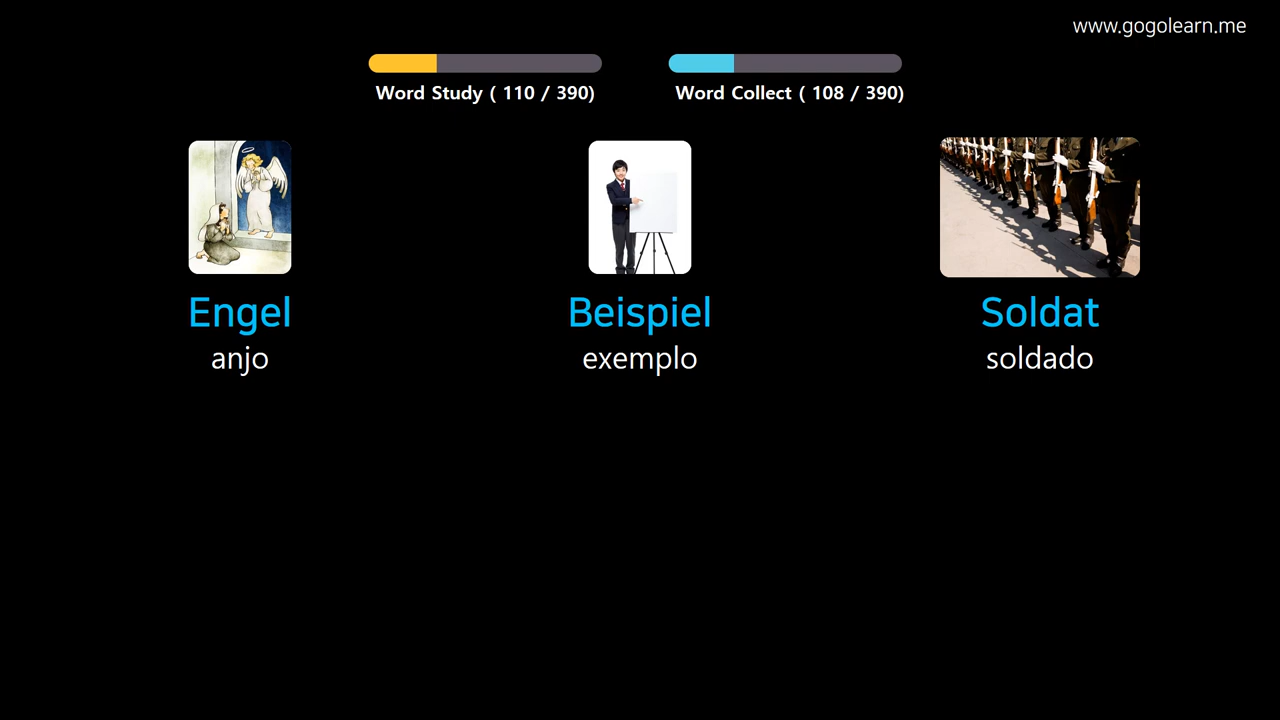 www.gogolearn.me
Word Study ( 110 / 390)
Word Collect ( 108 / 390)
Engel
anjo
Beispiel
exemplo
Soldat
soldado